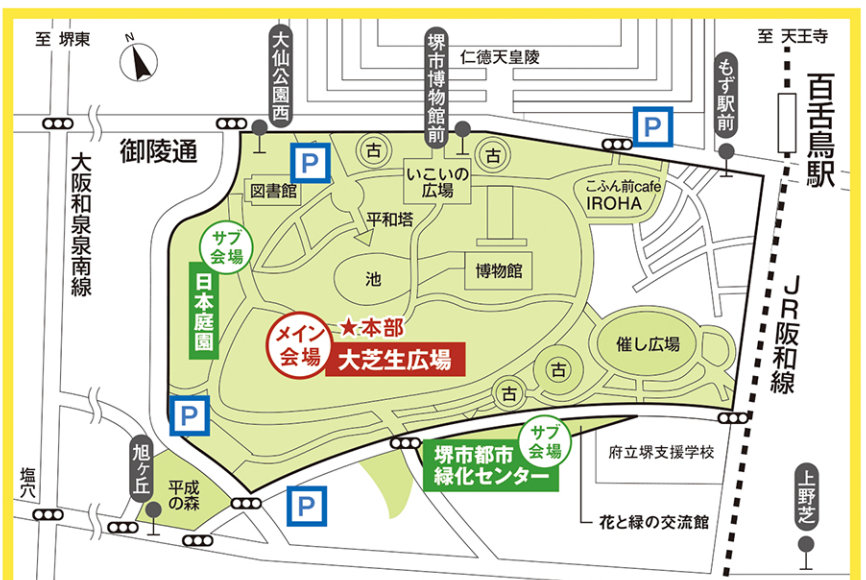 至 堺東
N
大仙公園西
堺市博物館前
仁徳天皇陵
至 天王寺
もず駅前
百舌鳥駅
P
御陵通
P
古
古
いこいの
広場
図書館
こふん前cafe
IROHA
平和塔
大阪和泉泉南線
サブ
会場
日本庭園
池
博物館
JR阪和線
メイン
会場
★本部
大芝生広場
催し広場
古
古
P
サブ
会場
堺市都市
緑化センター
府立堺支援学校
旭ヶ丘
塩穴
平成
の森
P
花と緑の交流館
上野芝